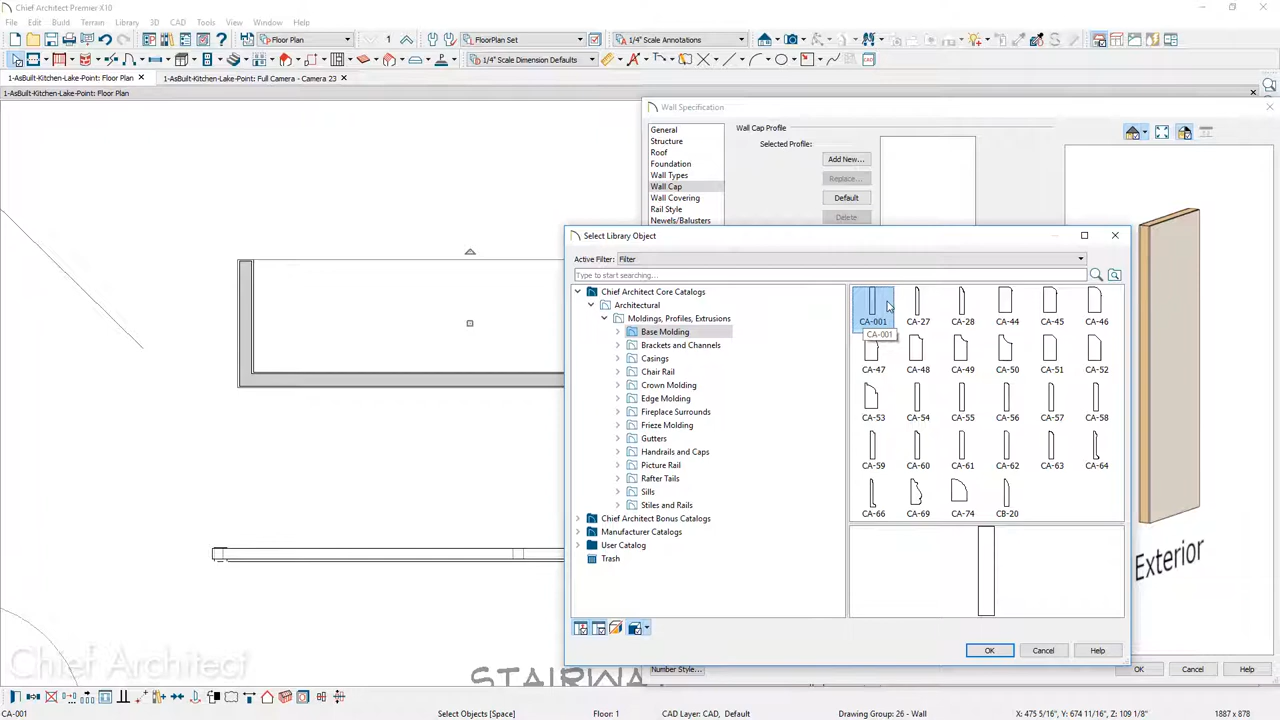 Chief Architect Premier X10
File Edit Build Terrain Library 3D CAD Tools Views Window Help
Floor Plan 1 FloorPlan Set 1/4" Scale Annotations
1/4" Scale Dimension Defaults
1-AsBuilt-Kitchen-Lake-Point: Floor Plan 1-AsBuilt-Kitchen-Lake-Point: Full Camera - Camera 23
1-AsBuilt-Kitchen-Lake-Point: Floor Plan
Wall Specification
General
Structure
Roof
Foundation
Wall Types
Wall Cap
Wall Covering
Rail Style
Newels/Balusters
Wall Cap Profile
Selected Profile:
Add New...
Replace...
Default
Delete
Select Library Object
Active Filter: Filter
Type to start searching...
Chief Architect Core Catalogs
Architectural
Moldings, Profiles, Extrusions
Base Molding
Brackets and Channels
Casings
Chair Rail
Crown Molding
Edge Molding
Fireplace Surrounds
Frieze Molding
Gutters
Handrails and Caps
Picture Rail
Rafter Tails
Sills
Stiles and Rails
Chief Architect Bonus Catalogs
Manufacturer Catalogs
User Catalog
Trash
CA-001 CA-27 CA-28 CA-44 CA-45 CA-46
CA-001
CA-47 CA-48 CA-49 CA-50 CA-51 CA-52
CA-53 CA-54 CA-55 CA-56 CA-57 CA-58
CA-59 CA-60 CA-61 CA-62 CA-63 CA-64
CA-66 CA-69 CA-74 CB-20
OK Cancel Help
Exterior
Number Style... OK Cancel Help
Chief Architect
STAIRWA
CA-001 Select Objects [Space] Floor: 1 CAD Layer: CAD, Default Drawing Group: 26 - Wall X: 475 5/16", Y: 674 11/16", Z: 109 1/8" 1887 x 878